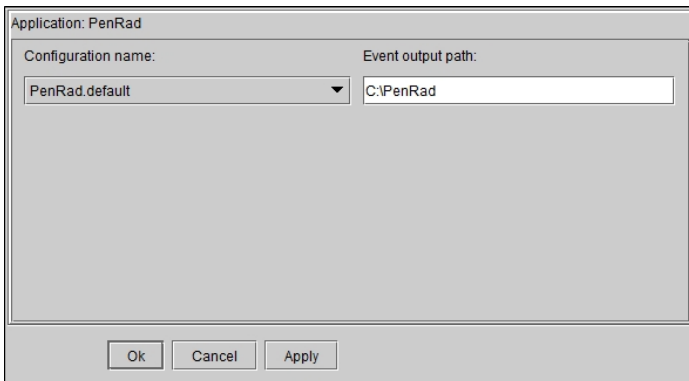 Application: PenRad
Configuration name: Event output path:
PenRad.default C:\PenRad
Ok Cancel Apply